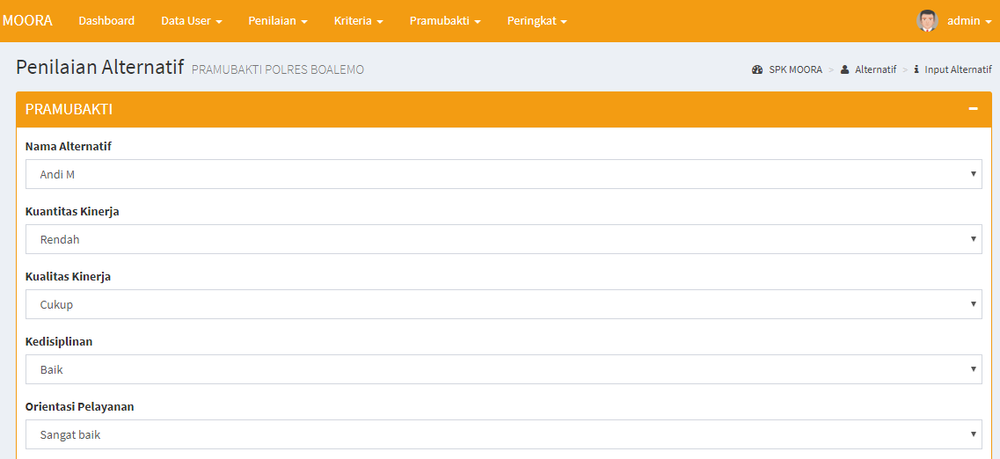 MOORA Dashboard Data User Penilaian Kriteria Pramubakti Peringkat admin
Penilaian Alternatif PRAMUBAKTI POLRES BOALEMO SPK MOORA > Alternatif > Input Alternatif
PRAMUBAKTI
Nama Alternatif
Andi M
Kuantitas Kinerja
Rendah
Kualitas Kinerja
Cukup
Kedisiplinan
Baik
Orientasi Pelayanan
Sangat baik